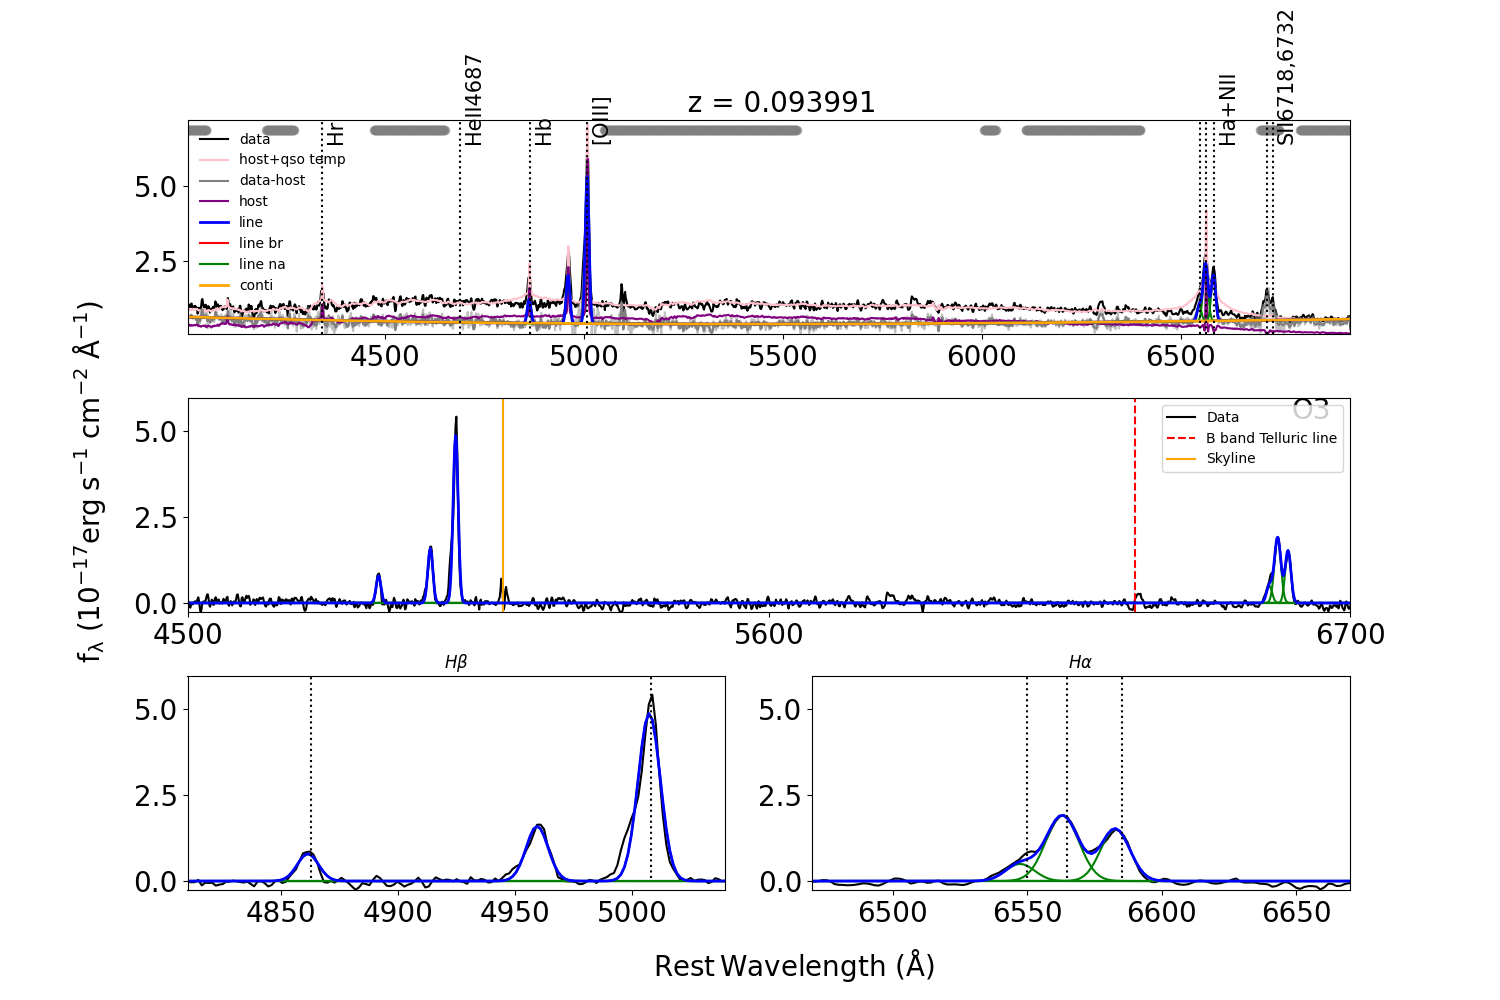 z = 0.093991
Hr
HeII4687
Hb
[OIII]
Ha+NII
SII6718,6732
data
host+qso temp
data-host
host
line
line br
line na
conti
5.0
2.5
4500 5000 5500 6000 6500
fλ (10⁻¹⁷erg s⁻¹ cm⁻² Å⁻¹)
O3
Data
B band Telluric line
Skyline
5.0
2.5
0.0
4500 5600 6700
Hβ
5.0
2.5
0.0
4850 4900 4950 5000
Hα
5.0
2.5
0.0
6500 6550 6600 6650
Rest Wavelength (Å)